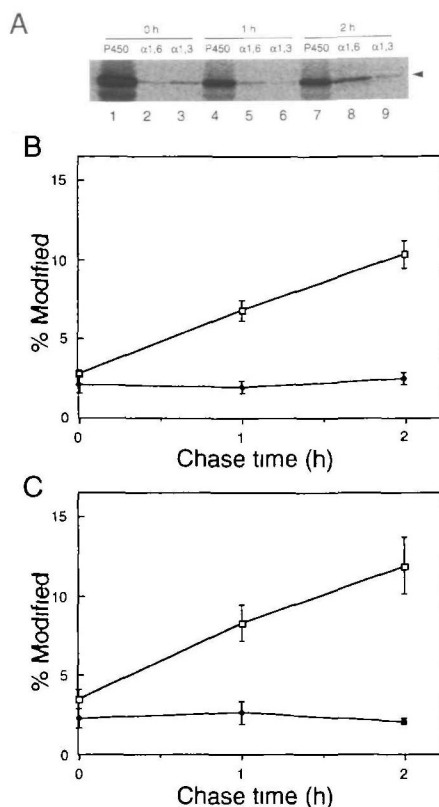 A
0 h 1 h 2 h
P450 α1,6 α1,3 P450 α1,6 α1,3 P450 α1,6 α1,3
1 2 3 4 5 6 7 8 9
B
15
10
5
0
% Modified
0 1 2
Chase time (h)
C
15
10
5
0
% Modified
0 1 2
Chase time (h)